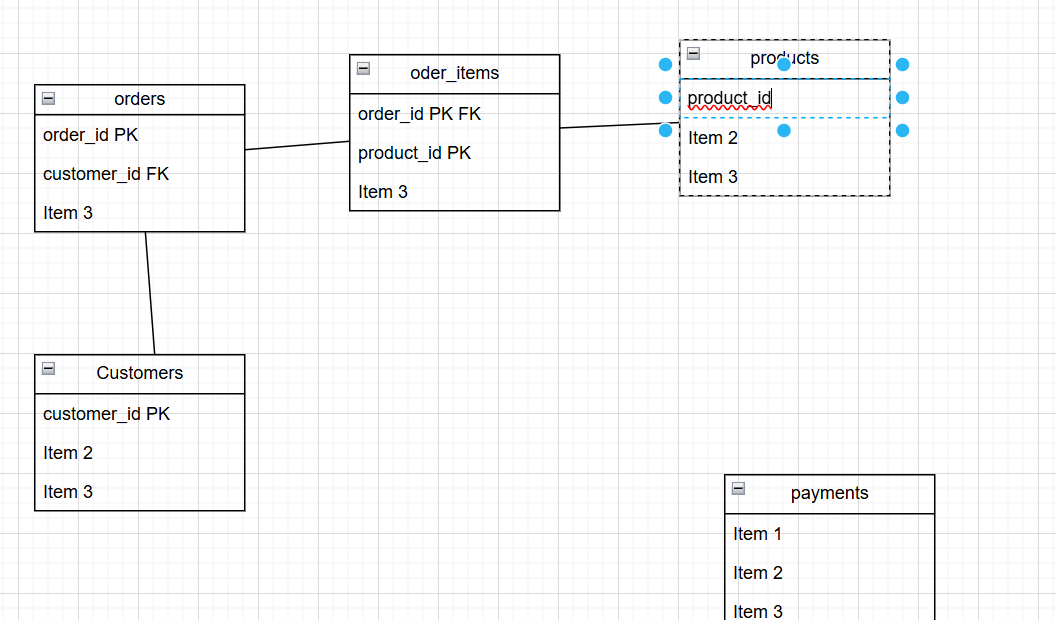 orders
order_id PK
customer_id FK
Item 3
oder_items
order_id PK FK
product_id PK
Item 3
products
product_id
Item 2
Item 3
Customers
customer_id PK
Item 2
Item 3
payments
Item 1
Item 2
Item 3